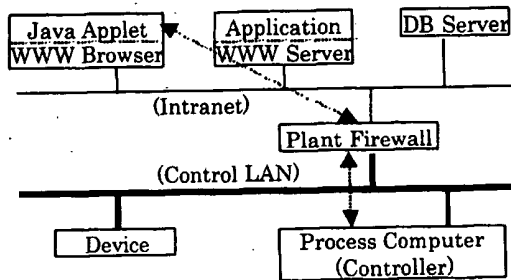 Java Applet
WWW Browser
Application
WWW Server
DB Server
(Intranet)
Plant Firewall
(Control LAN)
Device
Process Computer
(Controller)